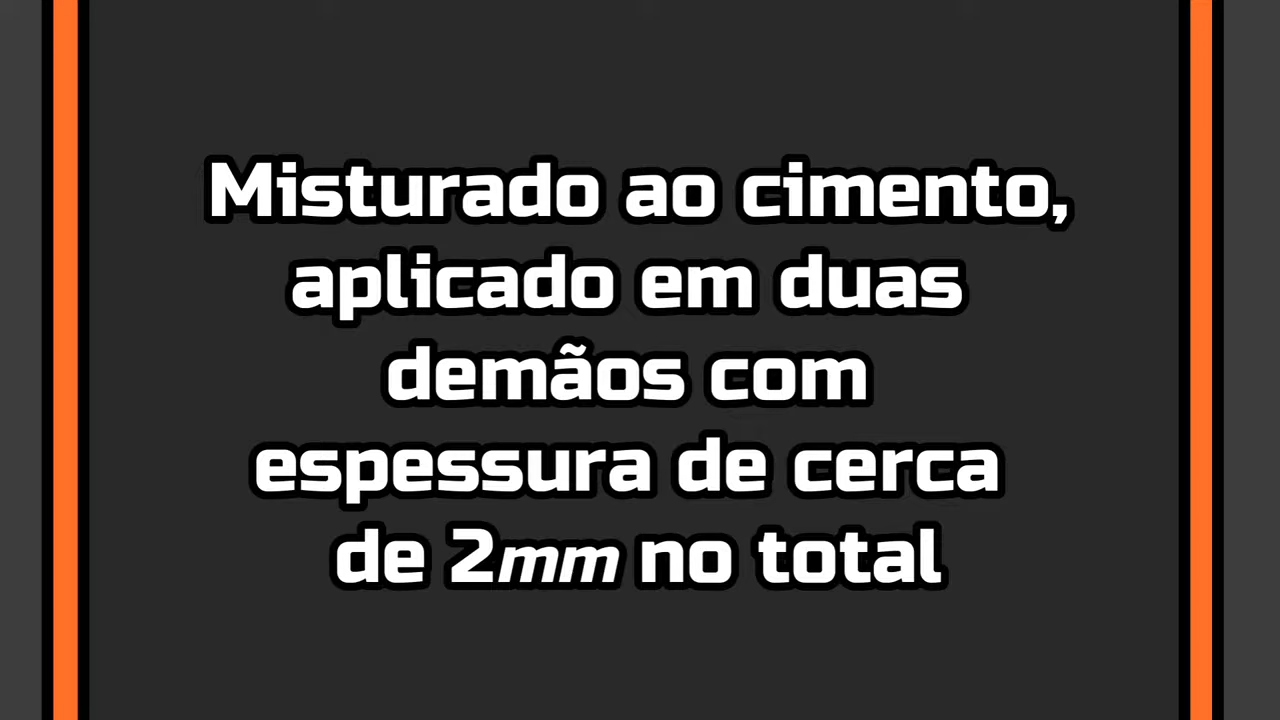 Misturado ao cimento,
aplicado em duas
demãos com
espessura de cerca
de 2mm no total